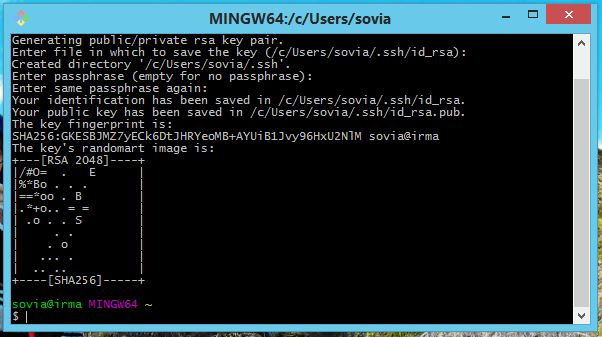 MINGW64:/c/Users/sovia
Generating public/private rsa key pair.
Enter file in which to save the key (/c/Users/sovia/.ssh/id_rsa):
Created directory '/c/Users/sovia/.ssh'.
Enter passphrase (empty for no passphrase):
Enter same passphrase again:
Your identification has been saved in /c/Users/sovia/.ssh/id_rsa.
Your public key has been saved in /c/Users/sovia/.ssh/id_rsa.pub.
The key fingerprint is:
SHA256:GKESBJMZ7yECk6DtJHRYeoMB+AYUiB1Jvy96HxU2NlM sovia@irma
The key's randomart image is:
+---[RSA 2048]----+
|/#O=  .   E      |
|%*Bo . . .       |
|==*oo . B        |
|.*+o.. = =       |
| .o . . S        |
|     . .         |
|    . o          |
|   ... .         |
|  .. ..          |
+----[SHA256]-----+
sovia@irma MINGW64 ~
$